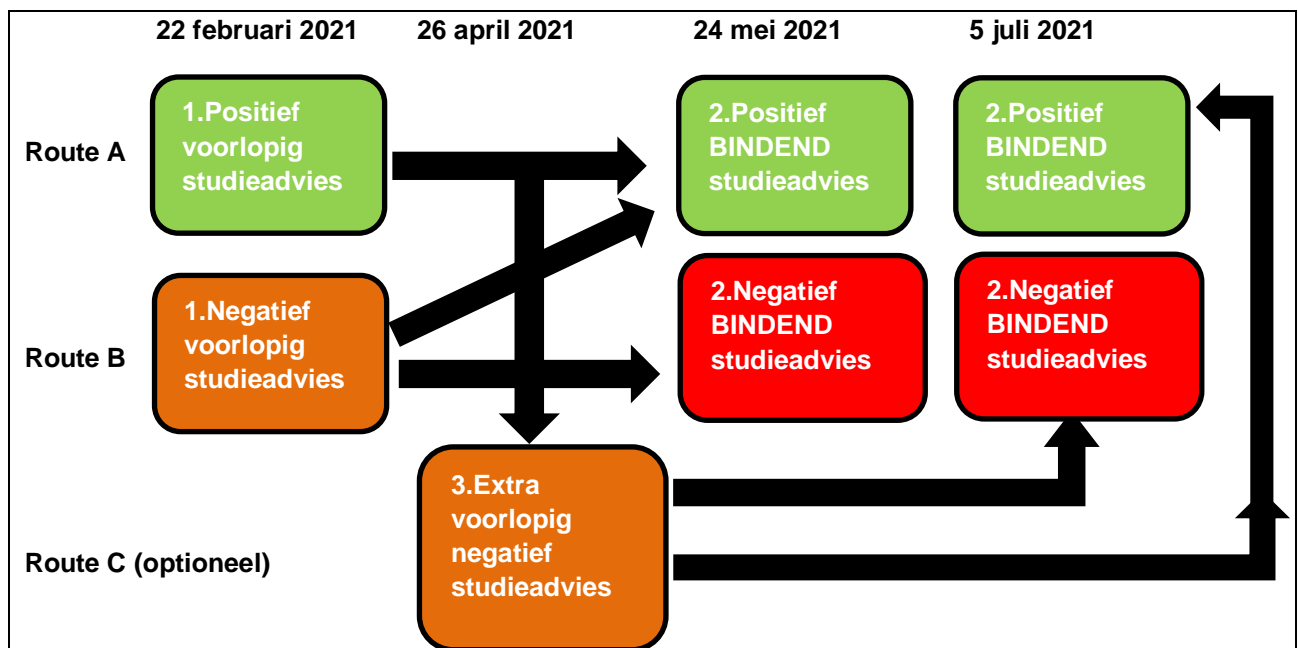 22 februari 2021
26 april 2021
24 mei 2021
5 juli 2021
Route A
1.Positief
voorlopig
studieadvies
2.Positief
BINDEND
studieadvies
2.Positief
BINDEND
studieadvies
Route B
1.Negatief
voorlopig
studieadvies
2.Negatief
BINDEND
studieadvies
2.Negatief
BINDEND
studieadvies
Route C (optioneel)
3.Extra
voorlopig
negatief
studieadvies